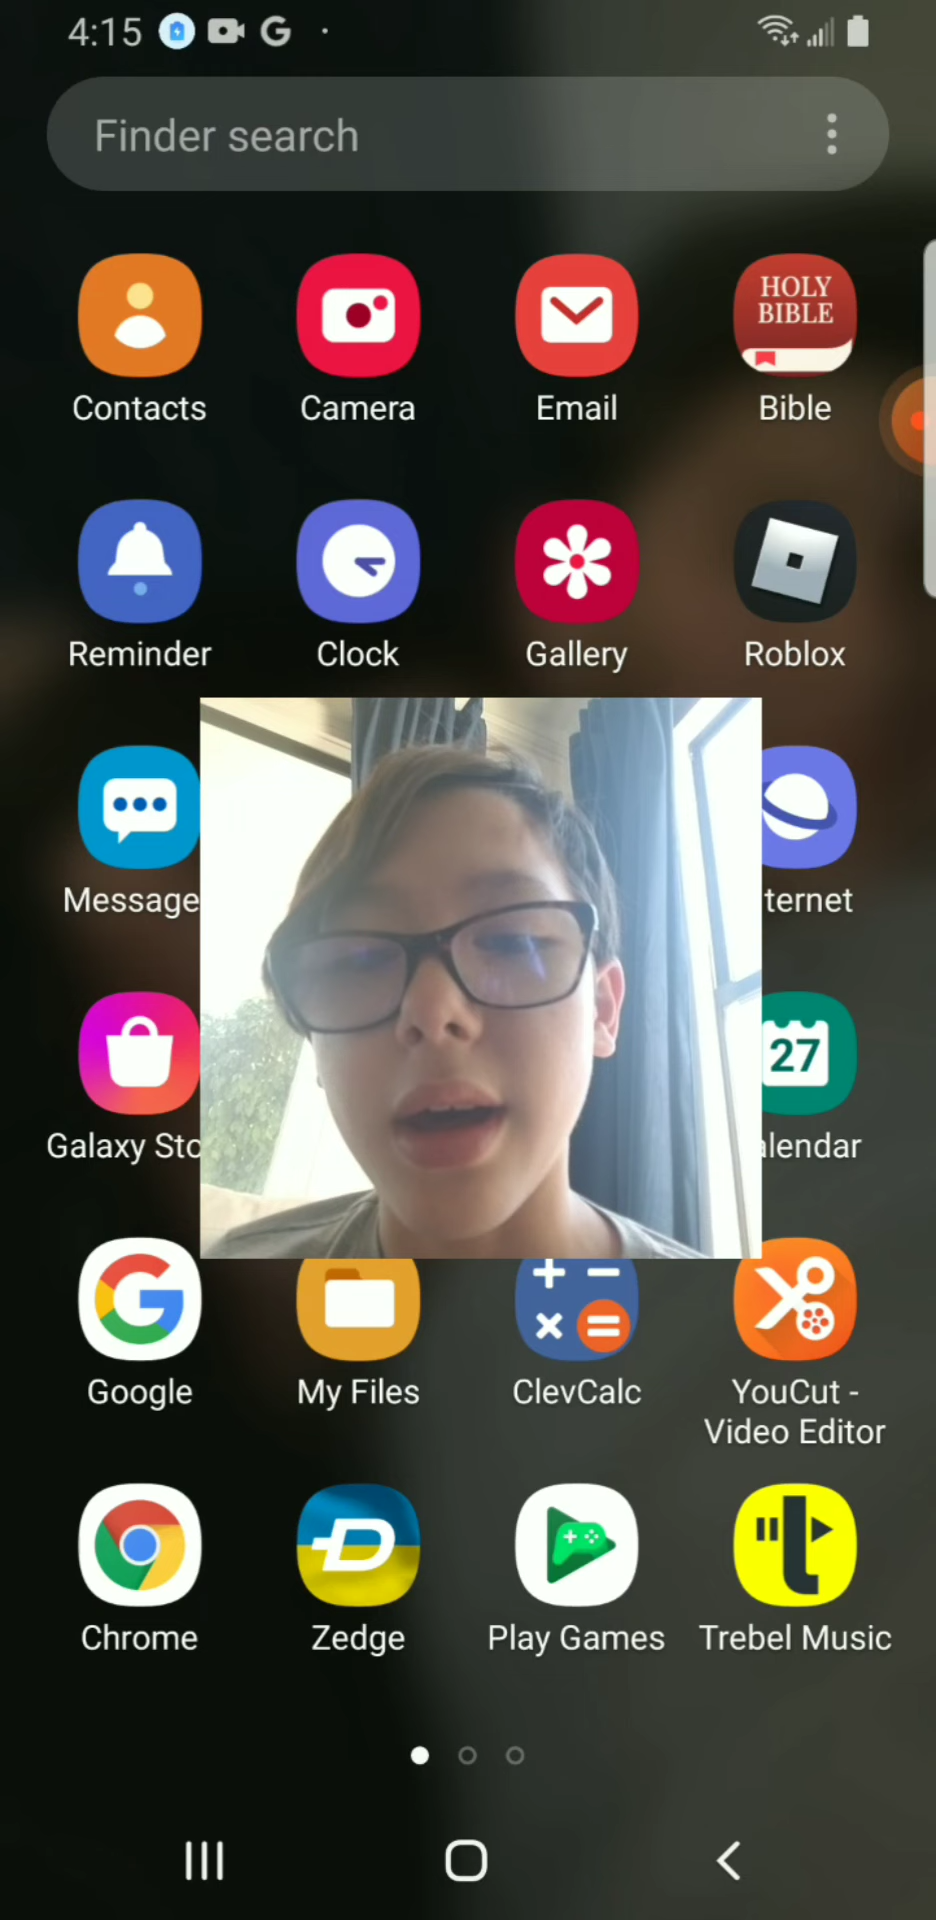 4:15
Finder search
HOLY
BIBLE
Contacts
Camera
Email
Bible
Reminder
Clock
Gallery
Roblox
Message
ternet
27
Galaxy Sto
alendar
Google
My Files
ClevCalc
YouCut -
Video Editor
Chrome
Zedge
Play Games
Trebel Music